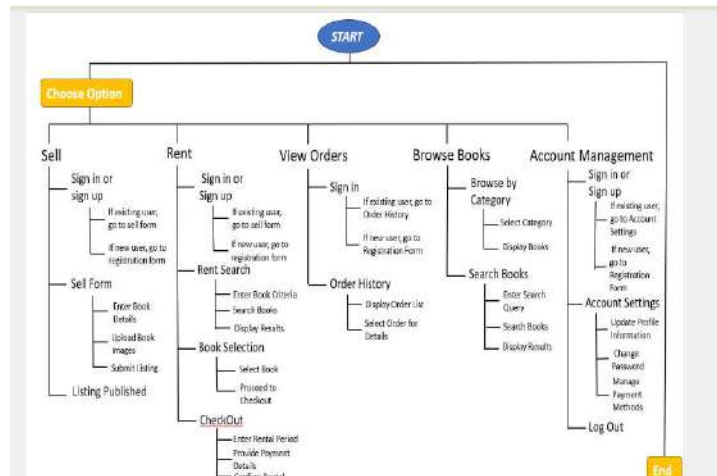 START
Choose Option
Sell
Sign in or
sign up
If existing user,
go to sell form
If new user, go to
registration form
Sell Form
Enter Book
Details
Upload Book
Images
Submit Listing
Listing Published
Rent
Sign in or
Sign up
If existing user,
go to sell form
If new user, go to
registration form
Rent Search
Enter Book Criteria
Search Books
Display Results
Book Selection
Select Book
Proceed to
Checkout
CheckOut
Enter Rental Period
Provide Payment
Details
Confirm Rental
View Orders
Sign in
If existing user, go to
Order History
If new user, go to
Registration Form
Order History
Display Order List
Select Order for
Details
Browse Books
Browse by
Category
Select Category
Display Books
Search Books
Enter Search
Query
Search Books
Display Results
Account Management
Sign in or
Sign up
If existing user,
go to Account
Settings
If new user,
go to
Registration
Form
Account Settings
Update Profile
Information
Change
Password
Manage
Payment
Methods
Log Out
End